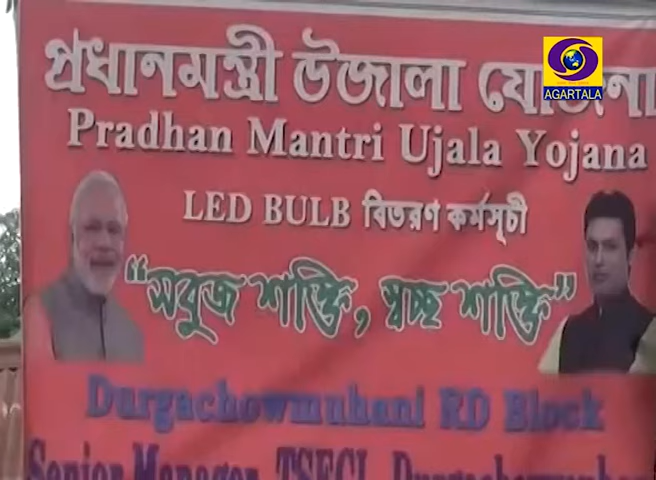 প্রধানমন্ত্রী উজালা যোজনা
AGARTALA
Pradhan Mantri Ujala Yojana
LED BULB বিতরণ কর্মসূচী
“সবুজ শক্তি, স্বচ্ছ শক্তি”
Durgachowmuhani RD Block
Senior Manager, TSECL,